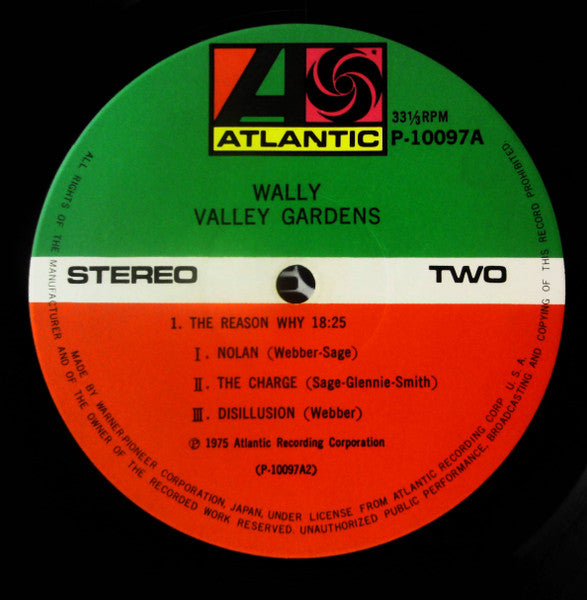 ATLANTIC
33⅓RPM
P-10097A
WALLY
VALLEY GARDENS
STEREO
TWO
1. THE REASON WHY 18:25
Ⅰ. NOLAN (Webber-Sage)
Ⅱ. THE CHARGE (Sage-Glennie-Smith)
Ⅲ. DISILLUSION (Webber)
Ⓟ 1975 Atlantic Recording Corporation
(P-10097A2)
MADE BY WARNER-PIONEER CORPORATION, JAPAN, UNDER LICENSE FROM ATLANTIC RECORDING CORP. U.S.A.
ALL RIGHTS OF THE MANUFACTURER AND OF THE OWNER OF THE RECORDED WORK RESERVED. UNAUTHORIZED PUBLIC PERFORMANCE, BROADCASTING AND COPYING OF THIS RECORD PROHIBITED.